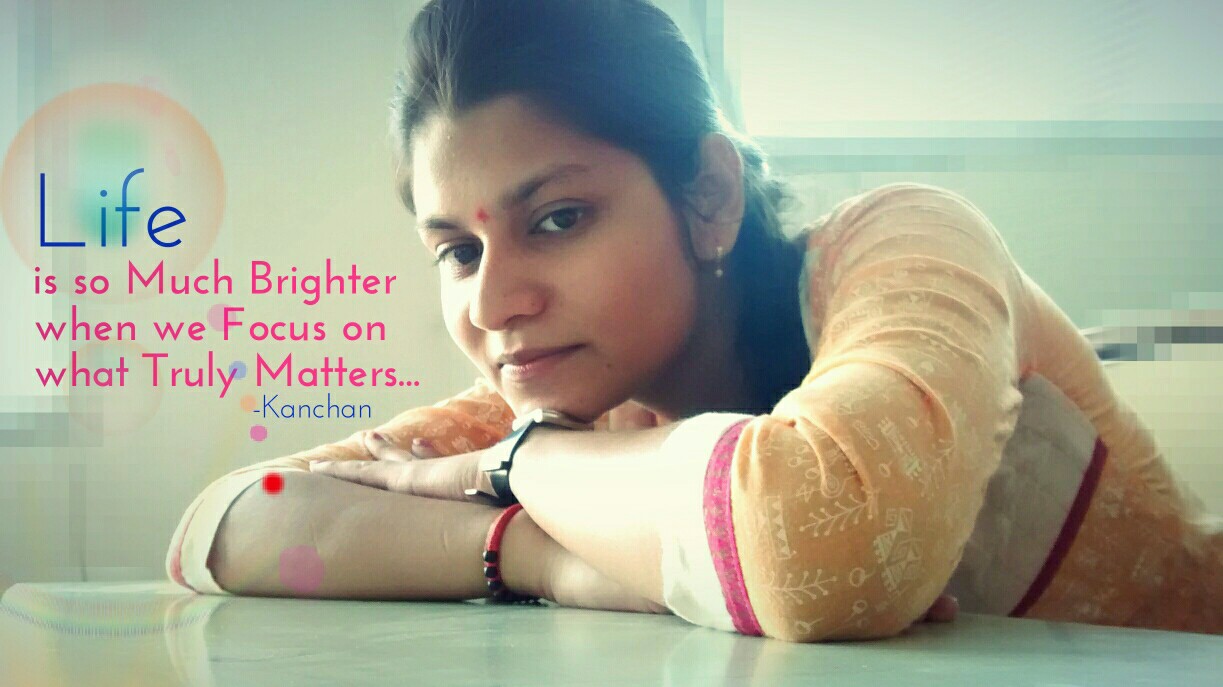 Life
is so Much Brighter
when we Focus on
what Truly Matters...
-Kanchan